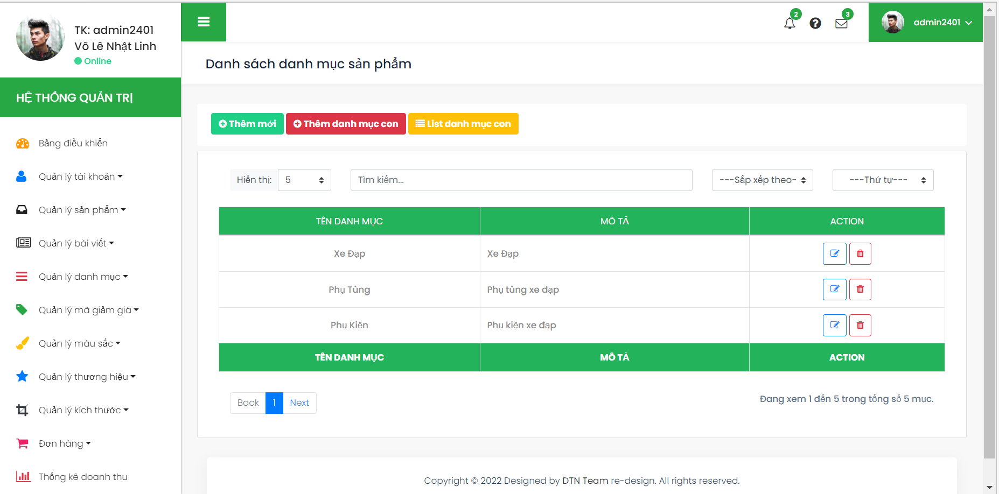 TK: admin2401
Võ Lê Nhật Linh
Online
HỆ THỐNG QUẢN TRỊ
Bảng điều khiển
Quản lý tài khoản
Quản lý sản phẩm
Quản lý bài viết
Quản lý danh mục
Quản lý mã giảm giá
Quản lý màu sắc
Quản lý thương hiệu
Quản lý kích thước
Đơn hàng
Thống kê doanh thu
2
3
admin2401
Danh sách danh mục sản phẩm
Thêm mới
Thêm danh mục con
List danh mục con
Hiển thị: 5
Tìm kiếm...
---Sắp xếp theo-
---Thứ tự---
TÊN DANH MỤC MÔ TẢ ACTION
Xe Đạp Xe Đạp
Phụ Tùng Phụ tùng xe đạp
Phụ Kiện Phụ kiện xe đạp
TÊN DANH MỤC MÔ TẢ ACTION
Back 1 Next
Đang xem 1 đến 5 trong tổng số 5 mục.
Copyright © 2022 Designed by DTN Team re-design. All rights reserved.